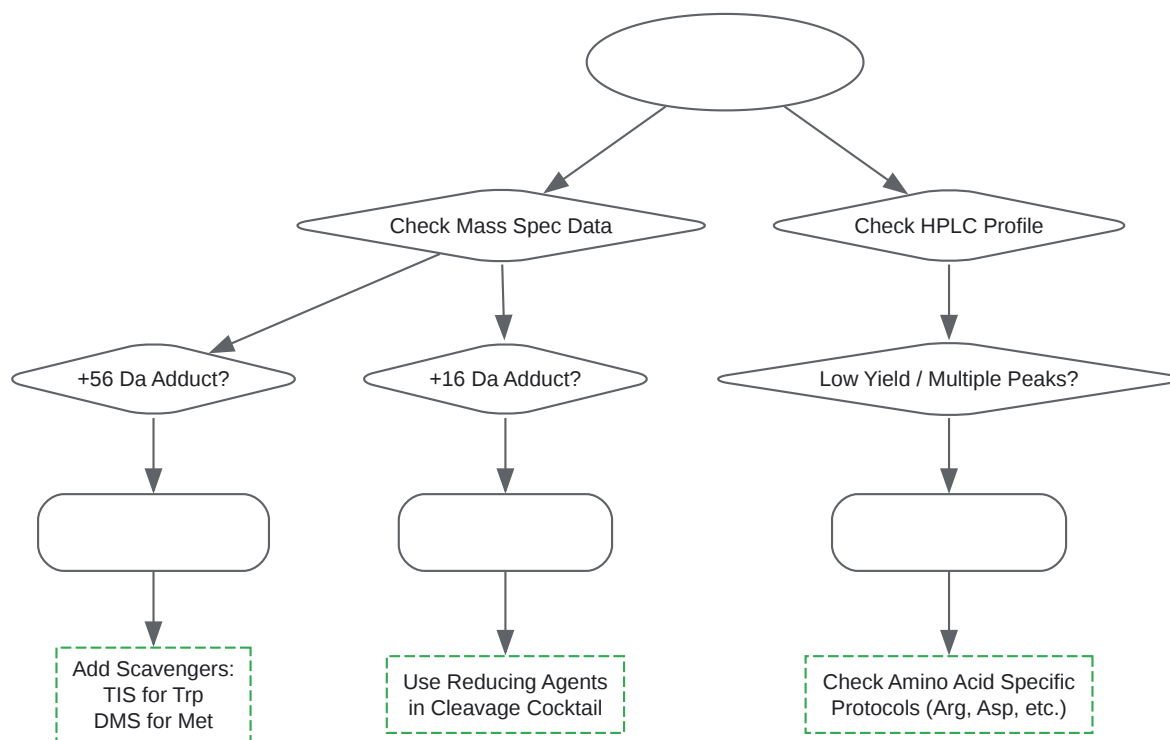 Check Mass Spec Data
Check HPLC Profile
+56 Da Adduct?
+16 Da Adduct?
Low Yield / Multiple Peaks?
Add Scavengers:
TIS for Trp
DMS for Met
Use Reducing Agents
in Cleavage Cocktail
Check Amino Acid Specific
Protocols (Arg, Asp, etc.)